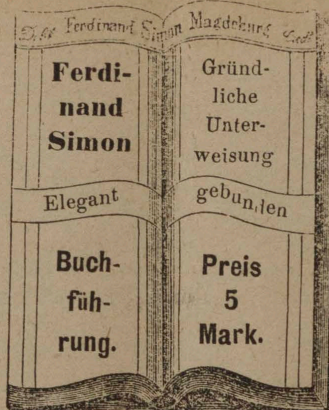 Ferdinand Simon Magdeburg
Ferdi-
nand
Simon
Gründ-
liche
Unter-
weisung
Elegant gebunden
Buch-
füh-
rung.
Preis
5
Mark.